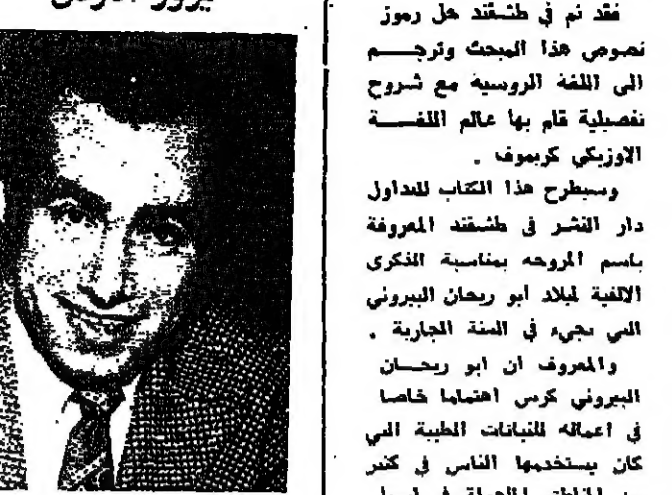 فقد تم في طشقند حل رموز
نصوص هذا المبحث وترجم
الى اللغة الروسية مع شروح
تفصيلية قام بها عالم اللغة
الاوزبكي كريموف .
وسيطرح هذا الكتاب للتداول
دار النشر في طشقند المعروفة
باسم المروحه بمناسبة الذكرى
الالفية لميلاد أبو ريحان البيروني
التي تجيء في السنة الجارية .
والمعروف ان ابو ريحان
البيروني كرس اهتماما خاصا
في اعماله للنباتات الطبية التي
كان يستخدمها الناس في كثير